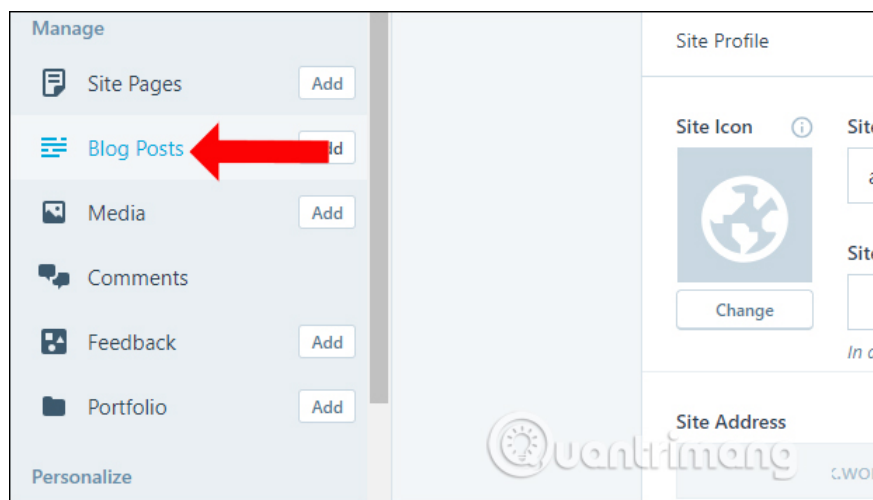 Manage
Site Pages Add
Blog Posts
Media Add
Comments
Feedback Add
Portfolio Add
Personalize
Site Profile
Site Icon
Change
In
Site Address
Quantrimang